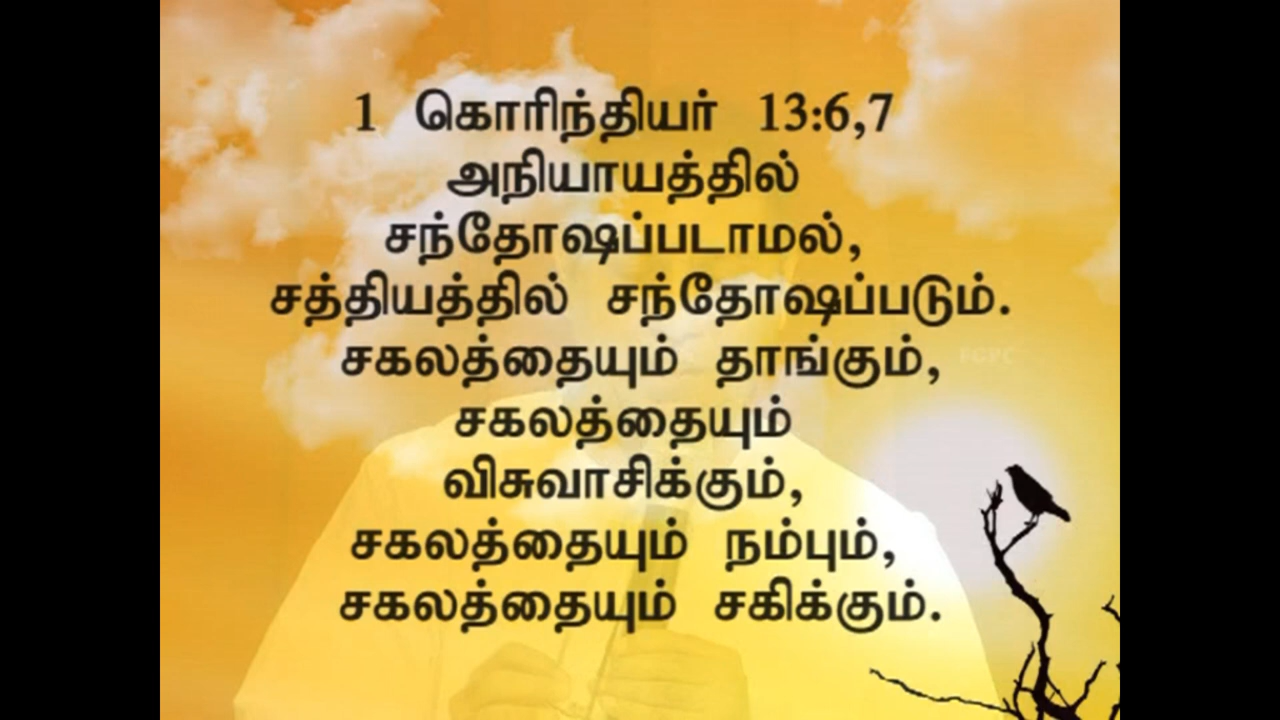 1 கொரிந்தியர் 13:6,7
அநியாயத்தில்
சந்தோஷப்படாமல்,
சத்தியத்தில் சந்தோஷப்படும்.
சகலத்தையும் தாங்கும்,
சகலத்தையும்
விசுவாசிக்கும்,
சகலத்தையும் நம்பும்,
சகலத்தையும் சகிக்கும்.